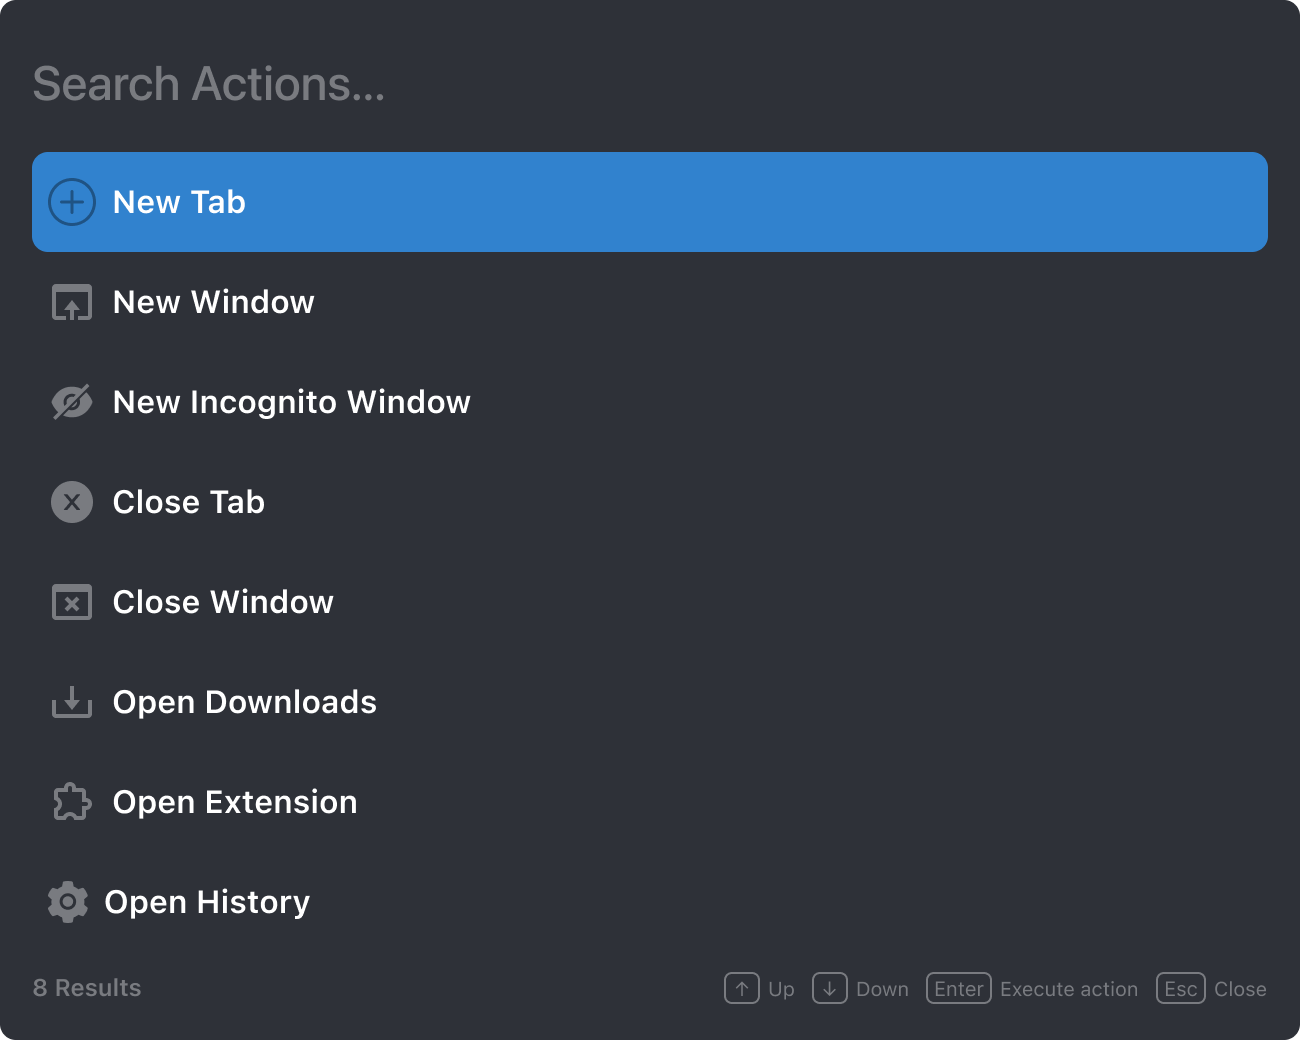 Search Actions...
New Tab
New Window
New Incognito Window
Close Tab
Close Window
Open Downloads
Open Extension
Open History
8 Results ↑ Up ↓ Down Enter Execute action Esc Close